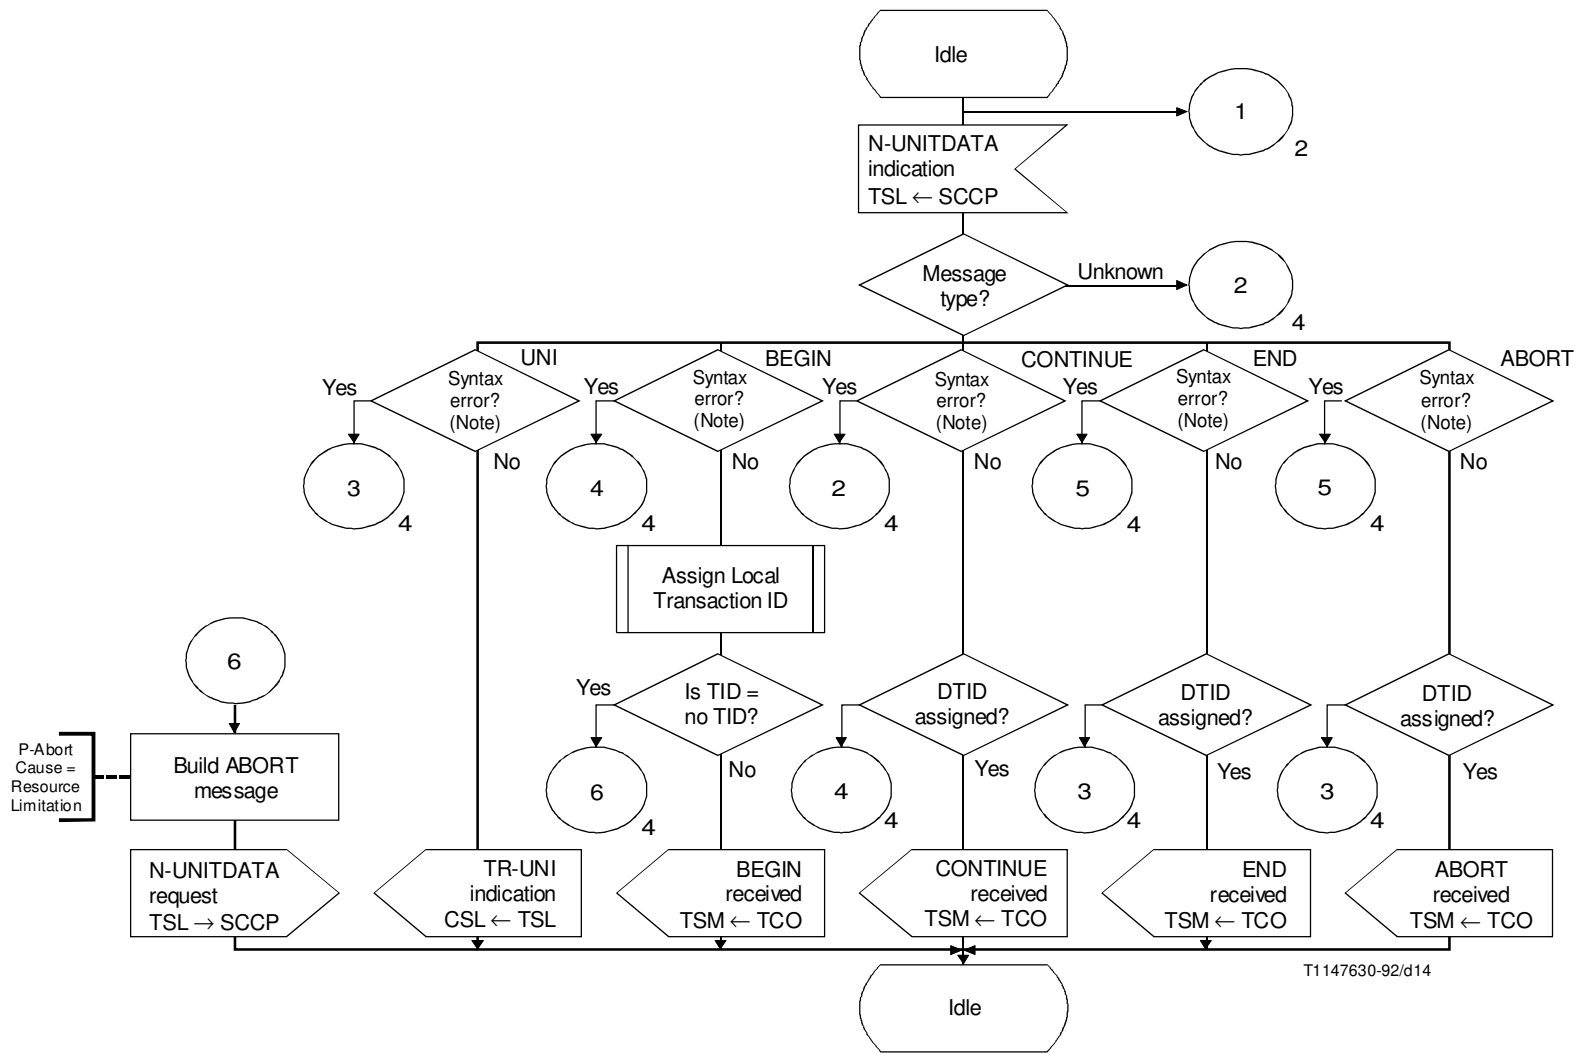 Idle
1
2
N-UNITDATA
indication
TSL ← SCCP
Message
type?
Unknown
2
4
UNI
BEGIN
CONTINUE
END
ABORT
Yes
Syntax
error?
(Note)
Yes
Syntax
error?
(Note)
Yes
Syntax
error?
(Note)
Yes
Syntax
error?
(Note)
Yes
Syntax
error?
(Note)
No
No
No
No
No
3
4
4
4
2
4
5
4
5
4
Assign Local
Transaction ID
6
Yes
Is TID =
no TID?
DTID
assigned?
DTID
assigned?
DTID
assigned?
P-Abort
Cause =
Resource
Limitation
Build ABORT
message
No
Yes
Yes
Yes
6
4
4
3
4
3
4
N-UNITDATA
request
TSL → SCCP
TR-UNI
indication
CSL ← TSL
BEGIN
received
TSM ← TCO
CONTINUE
received
TSM ← TCO
END
received
TSM ← TCO
ABORT
received
TSM ← TCO
T1147630-92/d14
Idle